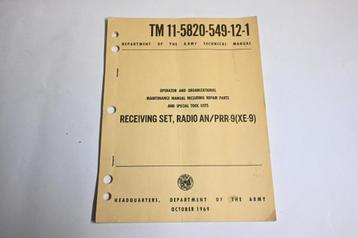 TM 11-5820-549-12-1
DEPARTMENT OF THE ARMY TECHNICAL MANUAL
OPERATOR AND ORGANIZATIONAL
MAINTENANCE MANUAL INCLUDING REPAIR PARTS
AND SPECIAL TOOL LISTS
RECEIVING SET, RADIO AN/PRR-9(XE-9)
HEADQUARTERS, DEPARTMENT OF THE ARMY
OCTOBER 1969